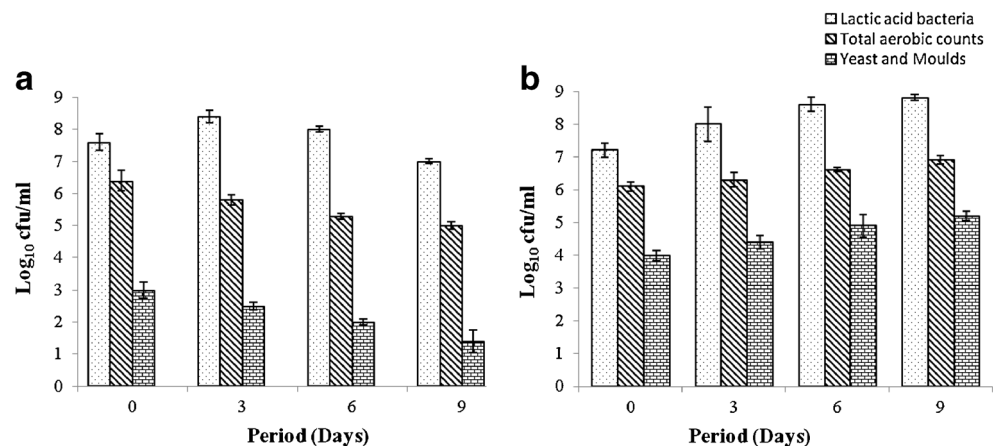 Lactic acid bacteria
Total aerobic counts
Yeast and Moulds
a
9
8
7
6
5
4
3
2
1
0
Log10 cfu/ml
0 3 6 9
Period (Days)
b
9
8
7
6
5
4
3
2
1
0
Log10 cfu/ml
0 3 6 9
Period (Days)